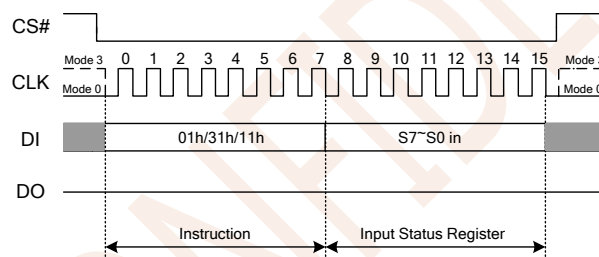 CS#
Mode 3 0 1 2 3 4 5 6 7 8 9 10 11 12 13 14 15 Mode 3
CLK
Mode 0 Mode 0
DI 01h/31h/11h S7~S0 in
DO
Instruction Input Status Register